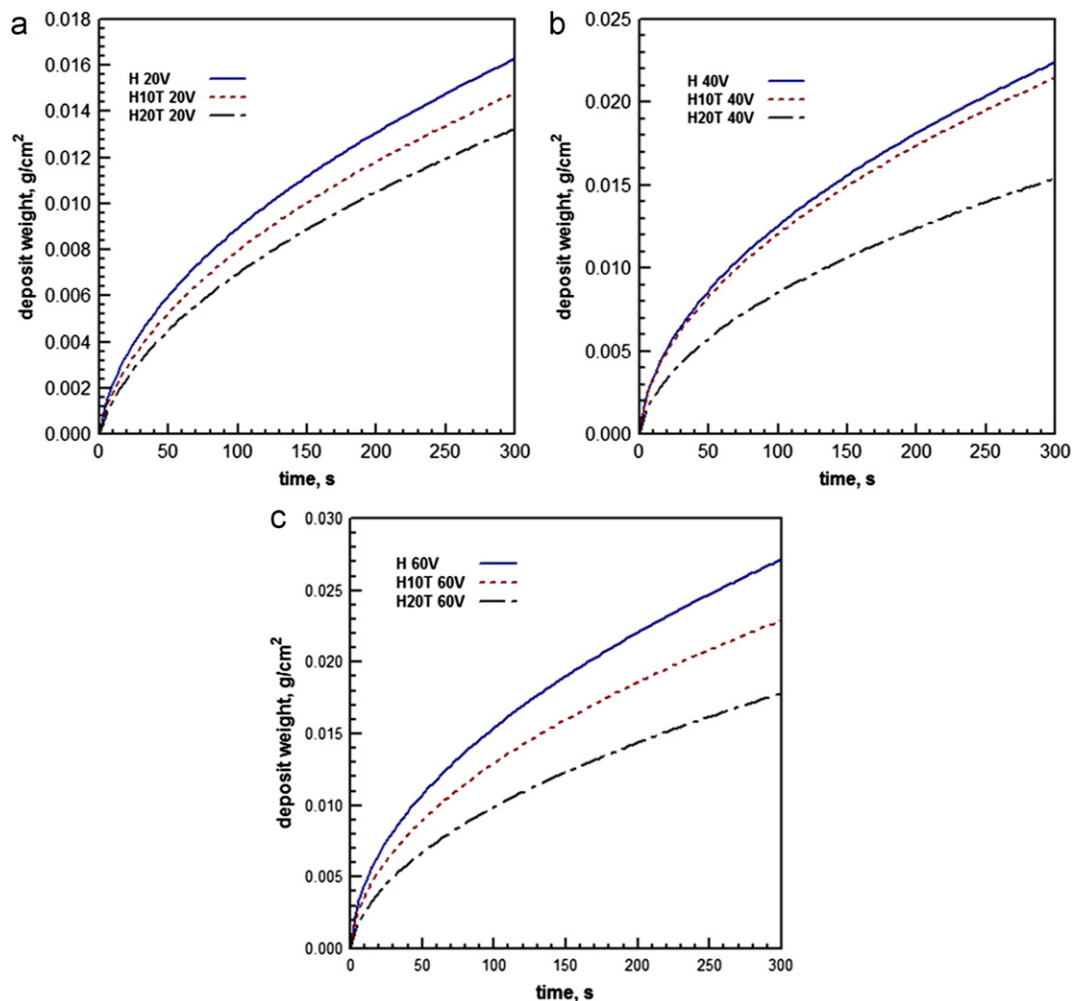 a
0.018
0.016
0.014
0.012
0.010
0.008
0.006
0.004
0.002
0.000
deposit weight, g/cm²
H 20V
H10T 20V
H20T 20V
0 50 100 150 200 250 300
time, s
b
0.025
0.020
0.015
0.010
0.005
0.000
deposit weight, g/cm²
H 40V
H10T 40V
H20T 40V
0 50 100 150 200 250 300
time, s
c
0.030
0.025
0.020
0.015
0.010
0.005
0.000
deposit weight, g/cm²
H 60V
H10T 60V
H20T 60V
0 50 100 150 200 250 300
time, s